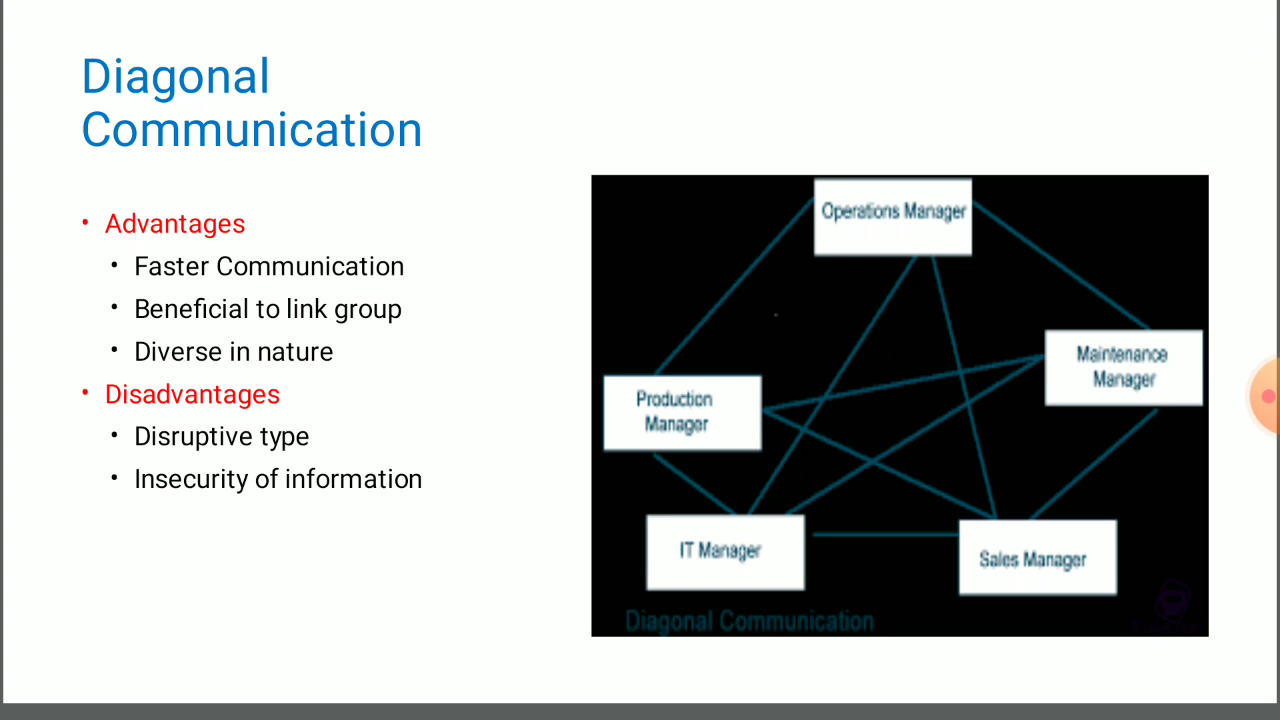 Diagonal
Communication
• Advantages
• Faster Communication
• Beneficial to link group
• Diverse in nature
• Disadvantages
• Disruptive type
• Insecurity of information
Operations Manager
Maintenance
Manager
Production
Manager
IT Manager
Sales Manager
Diagonal Communication